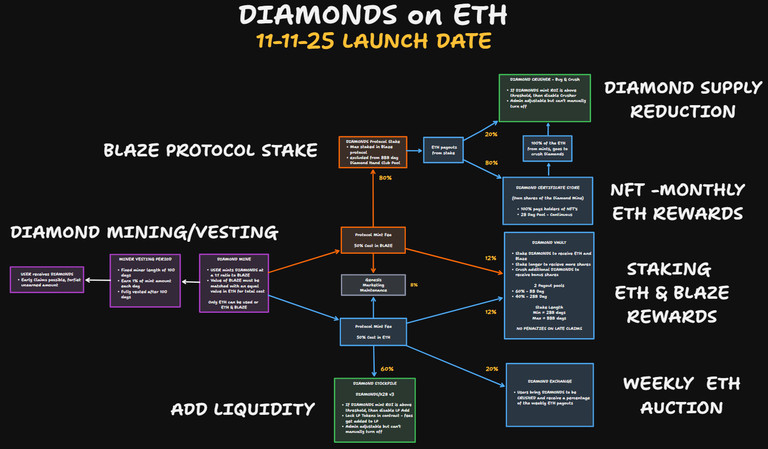 DIAMONDS on ETH
11-11-25 LAUNCH DATE
DIAMOND CRUSHER - Buy & Crush
• If DIAMONDS mint ROI is above
threshold, then disable Crusher
• Admin adjustable but can't manually
turn off
DIAMOND SUPPLY
REDUCTION
BLAZE PROTOCOL STAKE
DIAMONDS Protocol Stake
• Max staked in Blaze
protocol
• excluded from 888 day
Diamond Hand Club Pool
ETH payouts
from stake
20%
80%
100% of the ETH
from mints, goes to
crush Diamonds
80%
DIAMOND CERTIFICATE STORE
(Own shares of the Diamond Mine)
• 100% pays holders of NFT's
• 28 Day Pool - Continuous
NFT -MONTHLY
ETH REWARDS
DIAMOND MINING/VESTING
USER receives DIAMONDS
• Early claims possible, forfeit
unearned amount
MINER VESTING PERIOD
• Fixed miner length of 100
days
• Earn 1% of mint amount
each day
• Fully vested after 100
days
DIAMOND MINE
• USER mints DIAMONDS at
a 1:1 ratio to BLAZE
• Value of BLAZE must be
matched with an equal
value in ETH for total cost
Only ETH can be used or
ETH & BLAZE
Protocol Mint Fee
50% Cost in BLAZE
12%
Genesis
Marketing
Maintenance
8%
12%
Protocol Mint Fee
50% Cost in ETH
DIAMOND VAULT
• Stake DIAMONDS to receive ETH and
Blaze
• Stake longer to receive more shares
• Crush additional DIAMONDS to
receive bonus shares
2 Payout pools
• 60% - 88 Day
• 40% - 288 Day
Stake Length
Min = 288 days
Max = 888 days
NO PENALTIES ON LATE CLAIMS
STAKING
ETH & BLAZE
REWARDS
60%
20%
ADD LIQUIDITY
DIAMOND STOCKPILE
• If DIAMONDS mint ROI is above
threshold, then disable LP Add
• Lock LP Tokens in contract - fees
get added to LP
• Admin adjustable but can't
manually turn off
DIAMOND EXCHANGE
• Users bring DIAMONDS to be
CRUSHED and receive a percentage
of the weekly ETH payouts
WEEKLY ETH
AUCTION